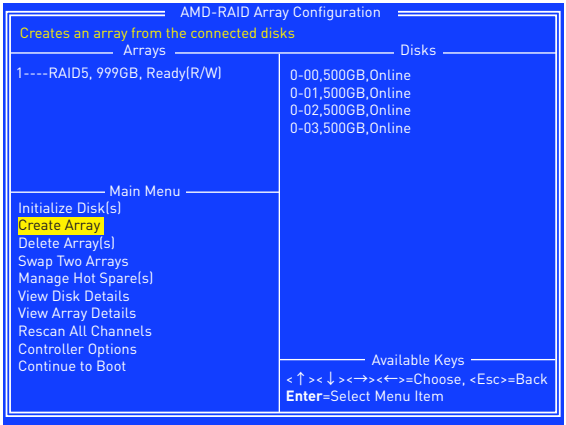 AMD-RAID Array Configuration
Creates an array from the connected disks
Arrays
1----RAID5, 999GB, Ready(R/W)
Disks
0-00,500GB,Online
0-01,500GB,Online
0-02,500GB,Online
0-03,500GB,Online
Main Menu
Initialize Disk(s)
Create Array
Delete Array(s)
Swap Two Arrays
Manage Hot Spare(s)
View Disk Details
View Array Details
Rescan All Channels
Controller Options
Continue to Boot
Available Keys
<↑><↓><→><←>=Choose, <Esc>=Back
Enter=Select Menu Item